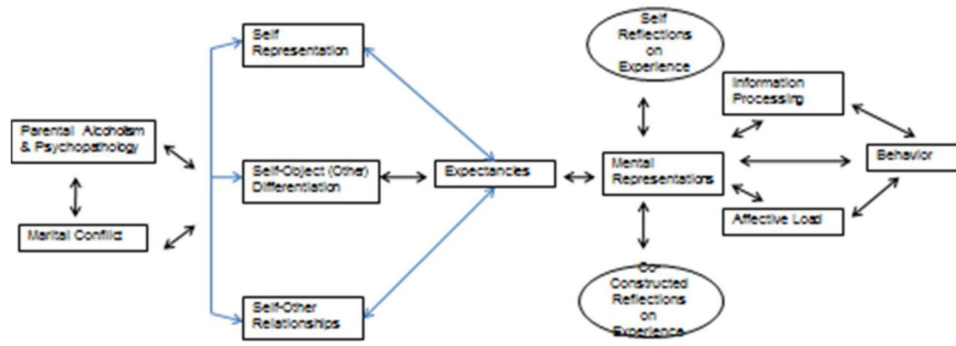 Self
Reflections
on
Experience
Self
Representation
Information
Processing
Parental Alcoholism
& Psychopathology
Self-Object (Other)
Differentiation
Expectancies
Mental
Representations
Behavior
Marital Conflict
Affective Load
Self-Other
Relationships
Co-
Constructed
Reflections
on
Experience